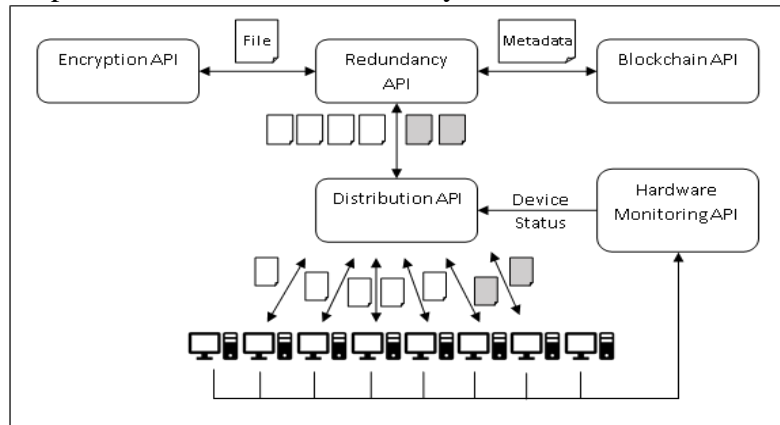 File
Metadata
Encryption API
Redundancy
API
Blockchain API
Distribution API
Device
Status
Hardware
Monitoring API